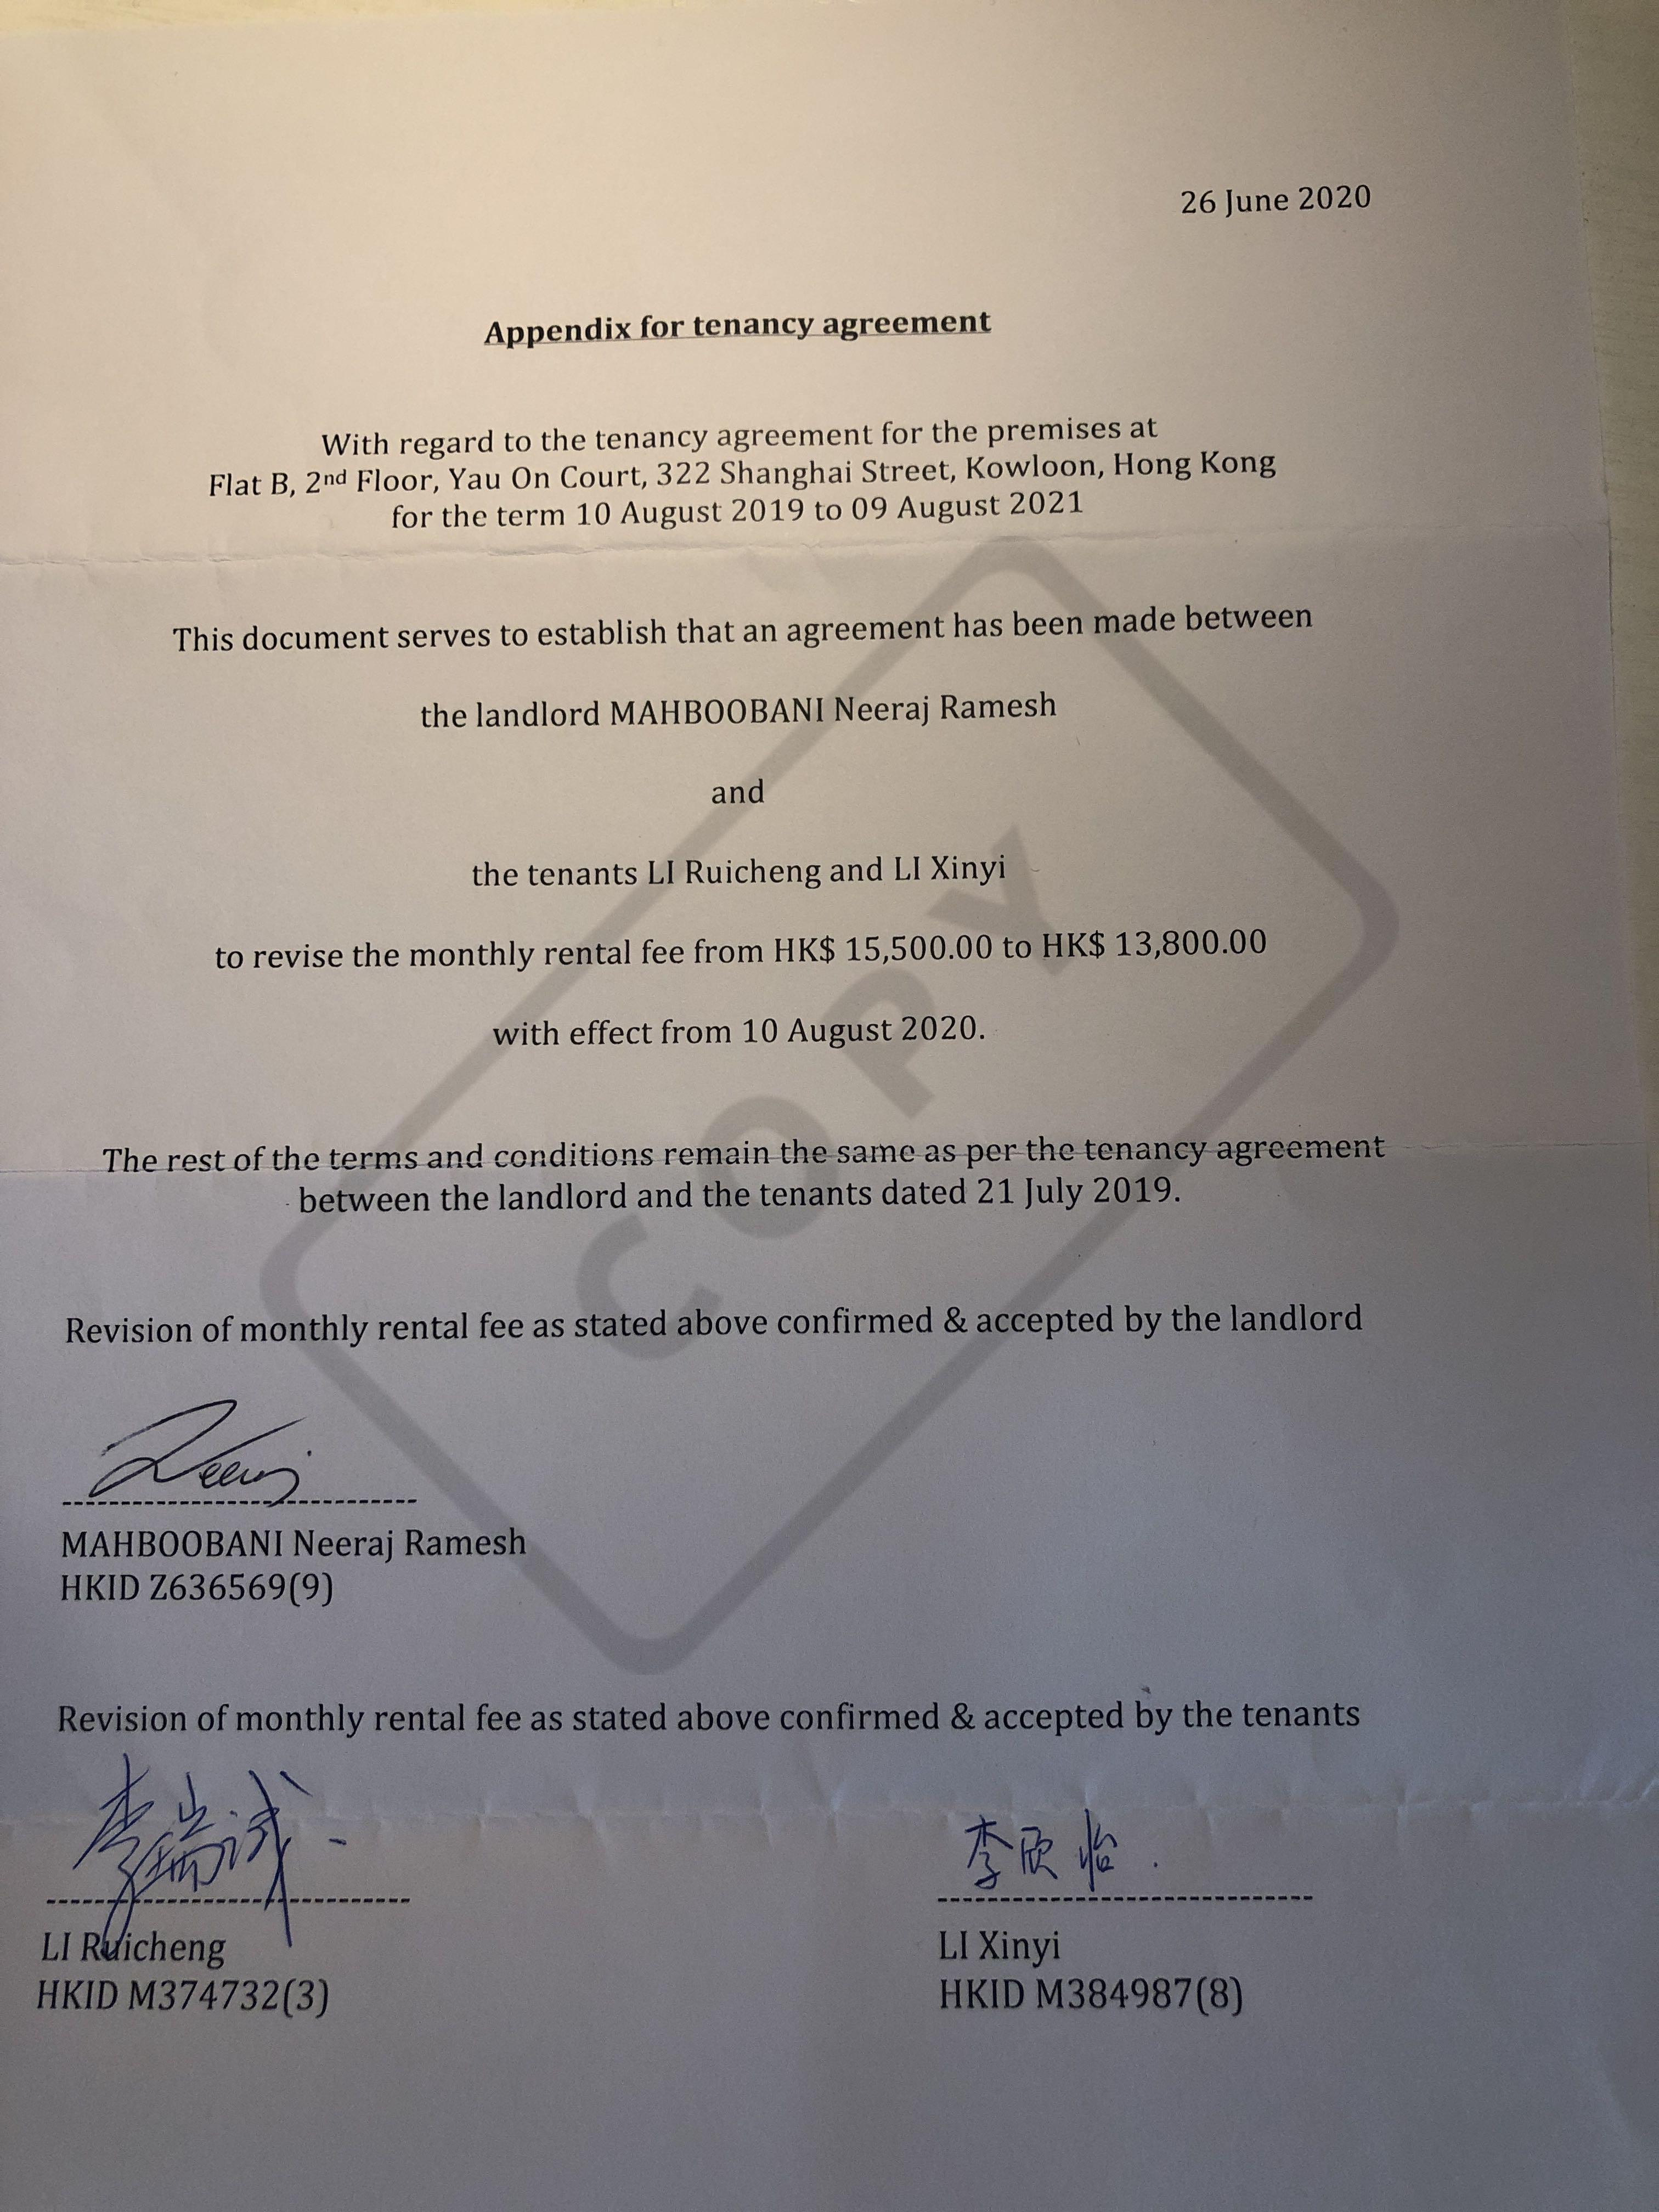 26 June 2020
Appendix for tenancy agreement
With regard to the tenancy agreement for the premises at
Flat B, 2nd Floor, Yau On Court, 322 Shanghai Street, Kowloon, Hong Kong
for the term 10 August 2019 to 09 August 2021
This document serves to establish that an agreement has been made between
the landlord MAHBOOBANI Neeraj Ramesh
and
the tenants LI Ruicheng and LI Xinyi
to revise the monthly rental fee from HK$ 15,500.00 to HK$ 13,800.00
with effect from 10 August 2020.
The rest of the terms and conditions remain the same as per the tenancy agreement
between the landlord and the tenants dated 21 July 2019.
COPY
Revision of monthly rental fee as stated above confirmed & accepted by the landlord
Neeraj
MAHBOOBANI Neeraj Ramesh
HKID Z636569(9)
Revision of monthly rental fee as stated above confirmed & accepted by the tenants
李瑞诚
李欣怡
LI Ruicheng
LI Xinyi
HKID M374732(3)
HKID M384987(8)